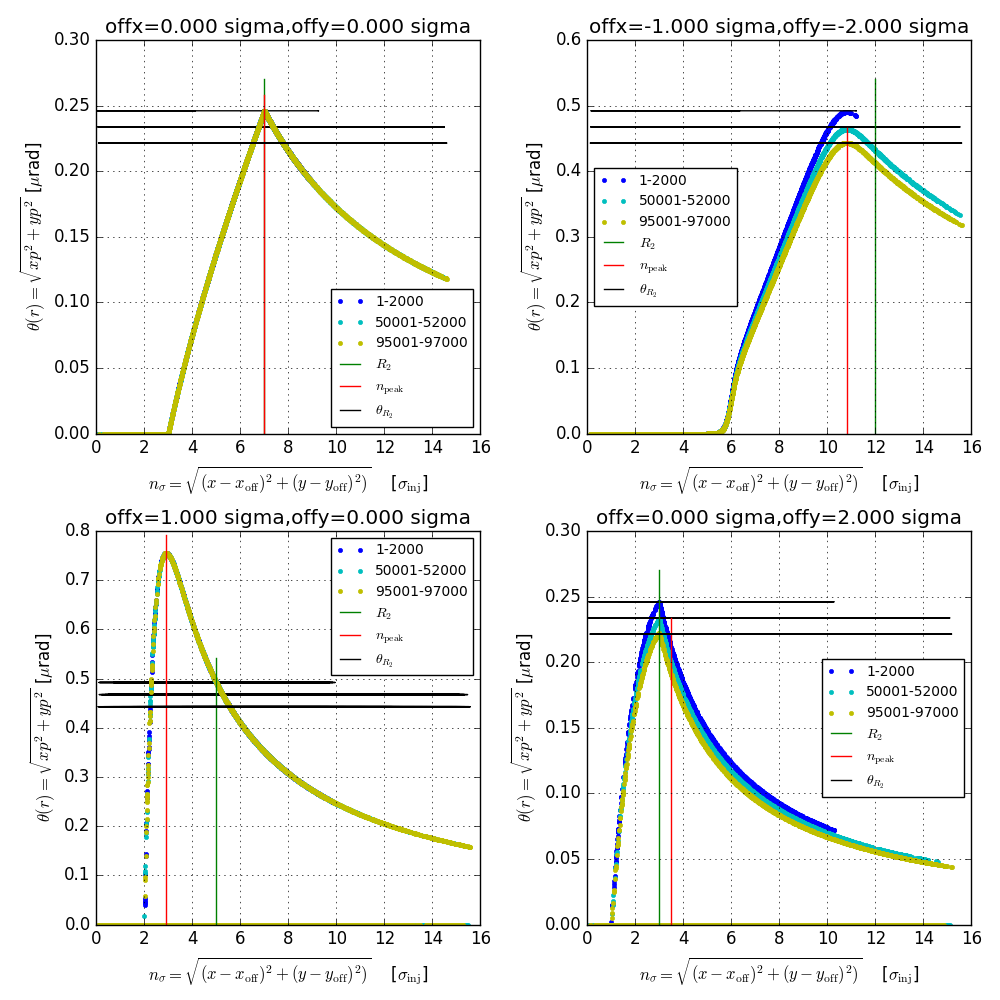 offx=0.000 sigma,offy=0.000 sigma
0.30
0.25
0.20
0.15
0.10
0.05
0.00
θ(r) = √xp² + yp² [μrad]
1-2000
50001-52000
95001-97000
R₂
n_peak
θ_R₂
0 2 4 6 8 10 12 14 16
n_σ = √(x − x_off)² + (y − y_off)²) [σ_inj]
offx=-1.000 sigma,offy=-2.000 sigma
0.6
0.5
0.4
0.3
0.2
0.1
0.0
θ(r) = √xp² + yp² [μrad]
1-2000
50001-52000
95001-97000
R₂
n_peak
θ_R₂
0 2 4 6 8 10 12 14 16
n_σ = √(x − x_off)² + (y − y_off)²) [σ_inj]
offx=1.000 sigma,offy=0.000 sigma
0.8
0.7
0.6
0.5
0.4
0.3
0.2
0.1
0.0
θ(r) = √xp² + yp² [μrad]
1-2000
50001-52000
95001-97000
R₂
n_peak
θ_R₂
0 2 4 6 8 10 12 14 16
n_σ = √(x − x_off)² + (y − y_off)²) [σ_inj]
offx=0.000 sigma,offy=2.000 sigma
0.30
0.25
0.20
0.15
0.10
0.05
0.00
θ(r) = √xp² + yp² [μrad]
1-2000
50001-52000
95001-97000
R₂
n_peak
θ_R₂
0 2 4 6 8 10 12 14 16
n_σ = √(x − x_off)² + (y − y_off)²) [σ_inj]